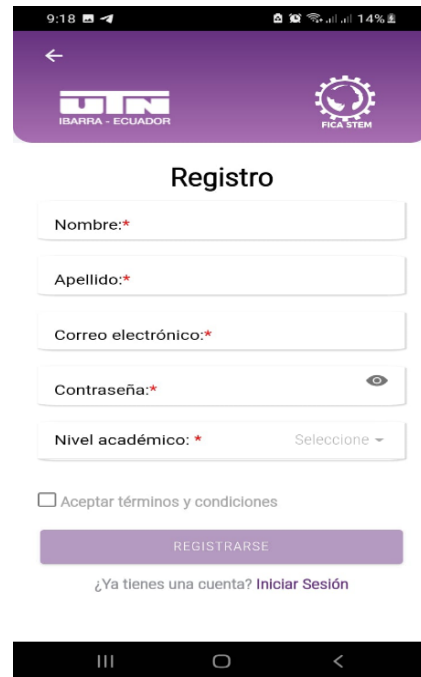 9:18
14%
UTN
IBARRA - ECUADOR
FICA STEM
Registro
Nombre:*
Apellido:*
Correo electrónico:*
Contraseña:*
Nivel académico: * Seleccione
Aceptar términos y condiciones
REGISTRARSE
¿Ya tienes una cuenta? Iniciar Sesión